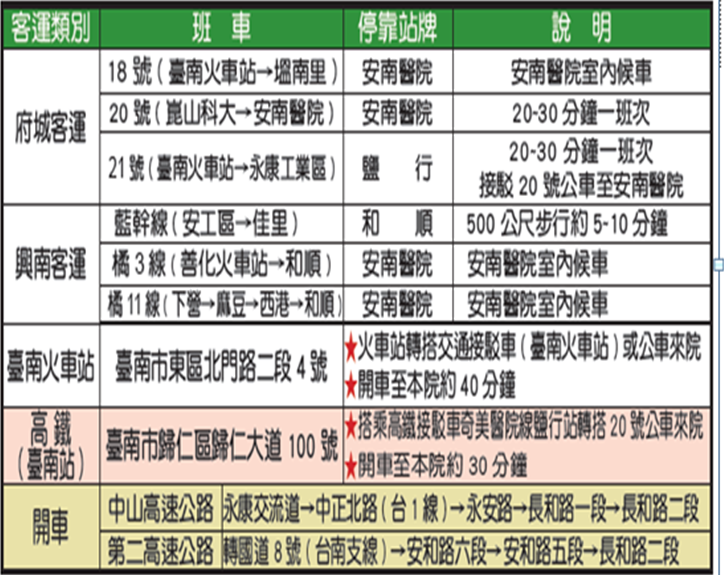 客運類別 班 車 停靠站牌 說 明
府城客運
18 號 ( 臺南火車站→塭南里 ) 安南醫院 安南醫院室內候車
20 號 ( 崑山科大→安南醫院 ) 安南醫院 20-30 分鐘一班次
21 號 ( 臺南火車站→永康工業區 ) 鹽 行 20-30 分鐘一班次
接駁 20 號公車至安南醫院
興南客運
藍幹線 ( 安工區→佳里 ) 和 順 500 公尺步行約 5-10 分鐘
橘 3 線 ( 善化火車站→和順 ) 安南醫院 安南醫院室內候車
橘 11 線 ( 下營→麻豆→西港→和順 ) 安南醫院 安南醫院室內候車
臺南火車站 臺南市東區北門路二段 4 號
★火車站轉搭交通接駁車 ( 臺南火車站 ) 或公車來院
★開車至本院約 40 分鐘
高 鐵
( 臺南站 )
臺南市歸仁區歸仁大道 100 號
★搭乘高鐵接駁車奇美醫院線鹽行站轉搭 20 號公車來院
★開車至本院約 30 分鐘
開車
中山高速公路 永康交流道→中正北路 ( 台 1 線 ) →永安路→長和路一段→長和路二段
第二高速公路 轉國道 8 號 ( 台南支線 ) →安和路六段→安和路五段→長和路二段